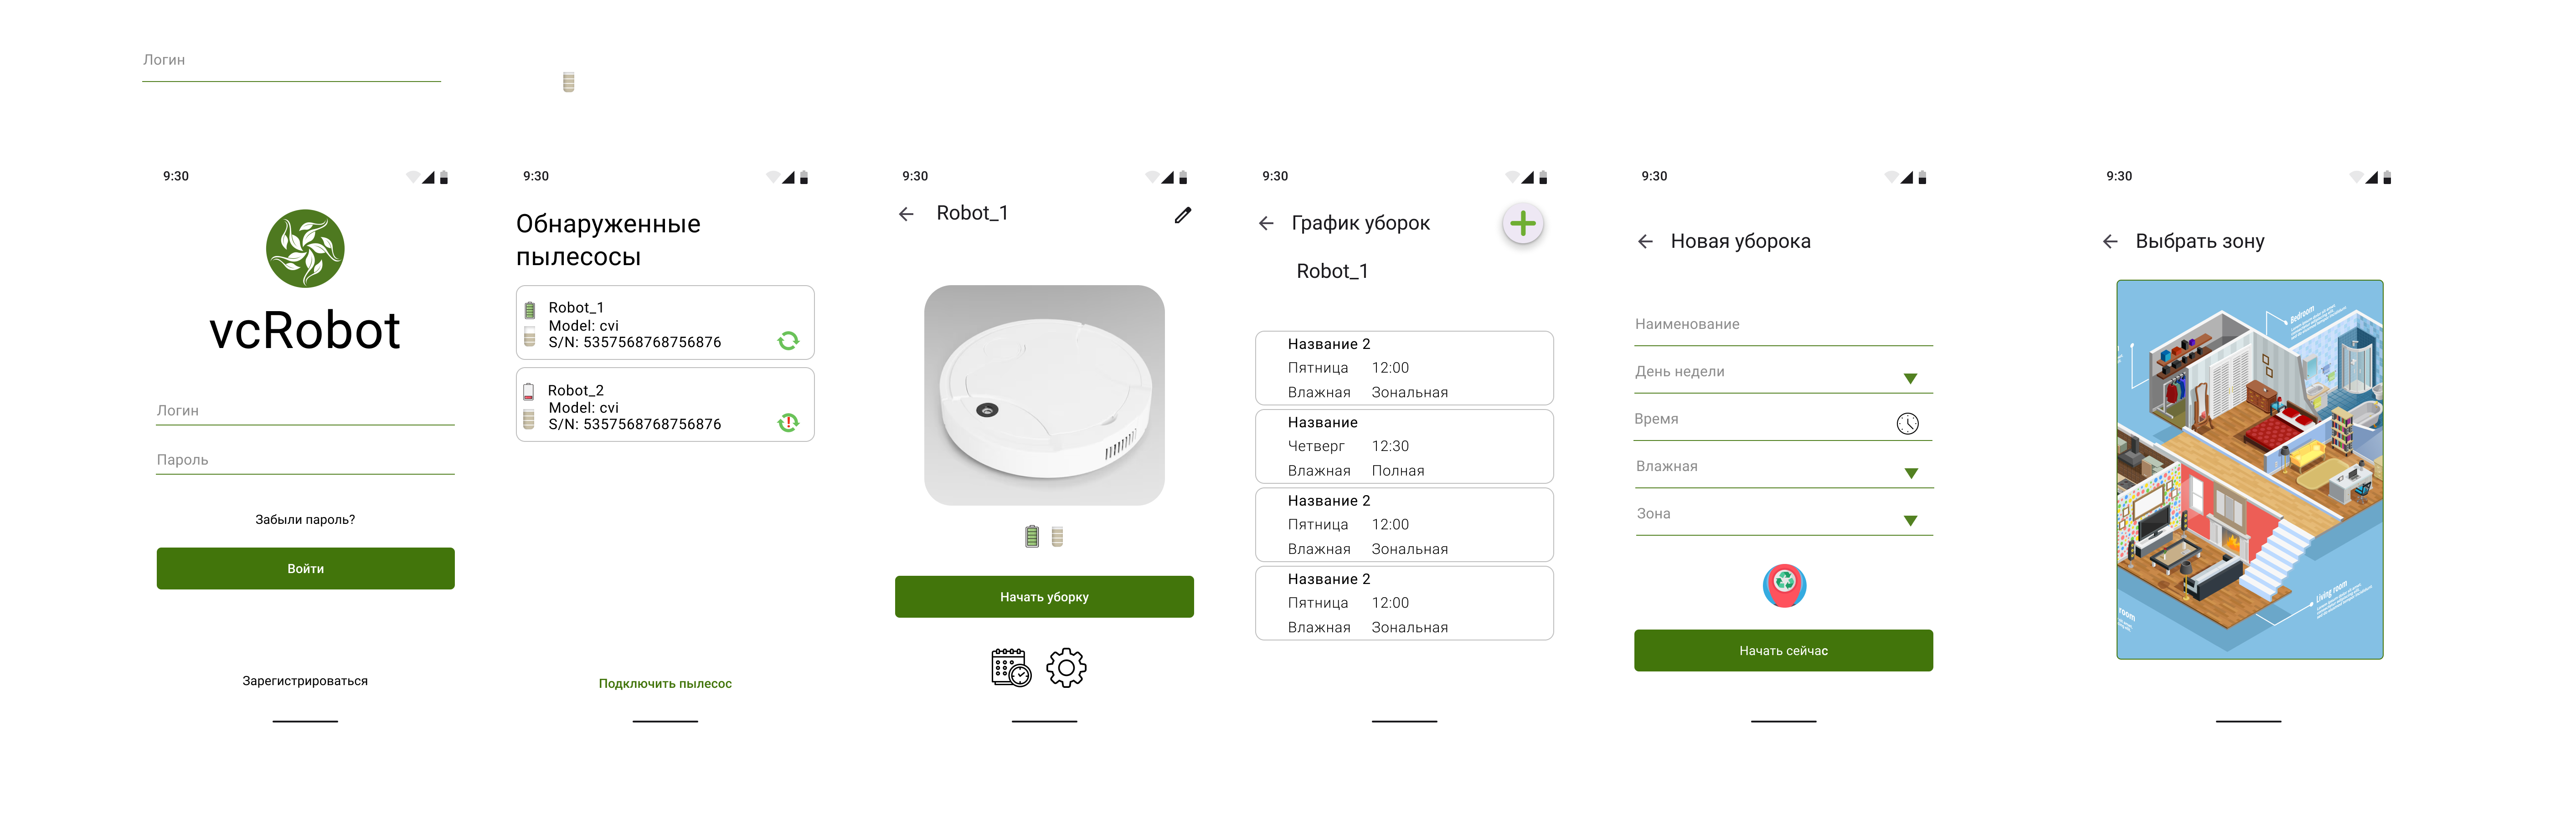 Логин
9:30
vcRobot
Логин
Пароль
Забыли пароль?
Войти
Зарегистрироваться
9:30
Обнаруженные
пылесосы
Robot_1
Model: cvi
S/N: 5357568768756876
Robot_2
Model: cvi
S/N: 5357568768756876
Подключить пылесос
9:30
Robot_1
Начать уборку
9:30
График уборок
Robot_1
Название 2
Пятница 12:00
Влажная Зональная
Название
Четверг 12:30
Влажная Полная
Название 2
Пятница 12:00
Влажная Зональная
Название 2
Пятница 12:00
Влажная Зональная
9:30
Новая уборока
Наименование
День недели
Время
Влажная
Зона
Начать сейчас
9:30
Выбрать зону
Bedroom
Living room
room